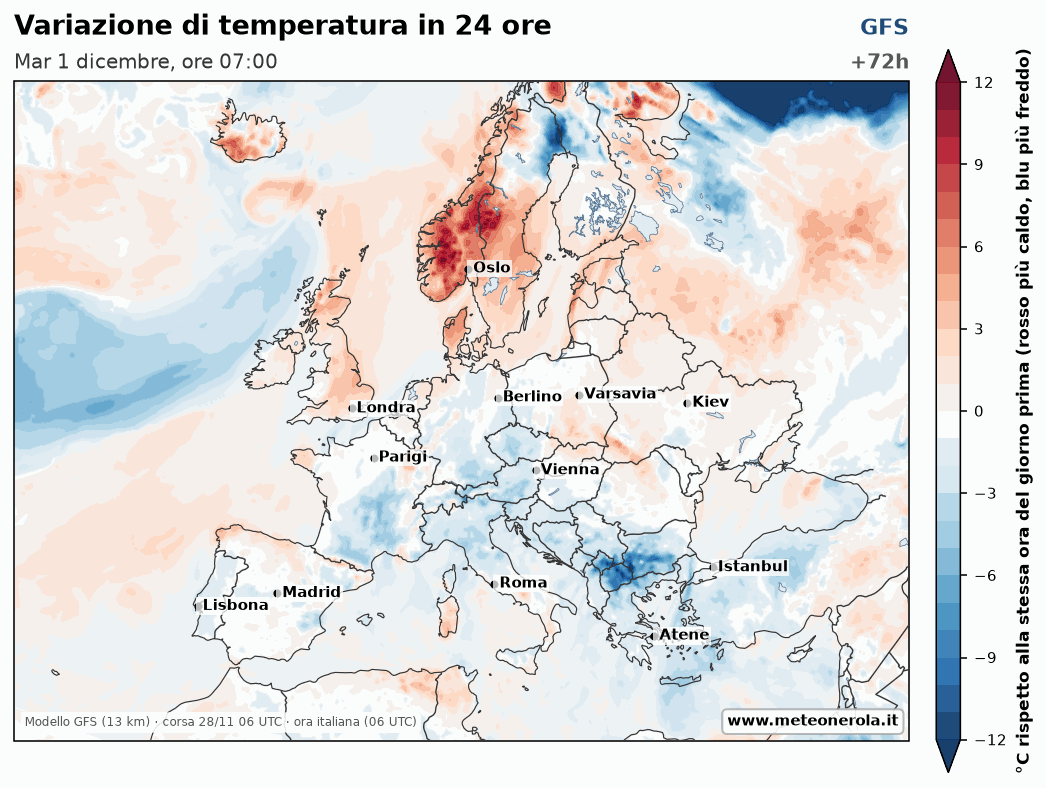 Variazione di temperatura in 24 ore
GFS
Mar 1 dicembre, ore 07:00
+72h
Oslo
Londra
Berlino
Varsavia
Kiev
Parigi
Vienna
Istanbul
Madrid
Roma
Lisbona
Atene
Modello GFS (13 km) · corsa 28/11 06 UTC · ora italiana (06 UTC)
www.meteonerola.it
12
9
6
3
0
−3
−6
−9
−12
°C rispetto alla stessa ora del giorno prima (rosso più caldo, blu più freddo)